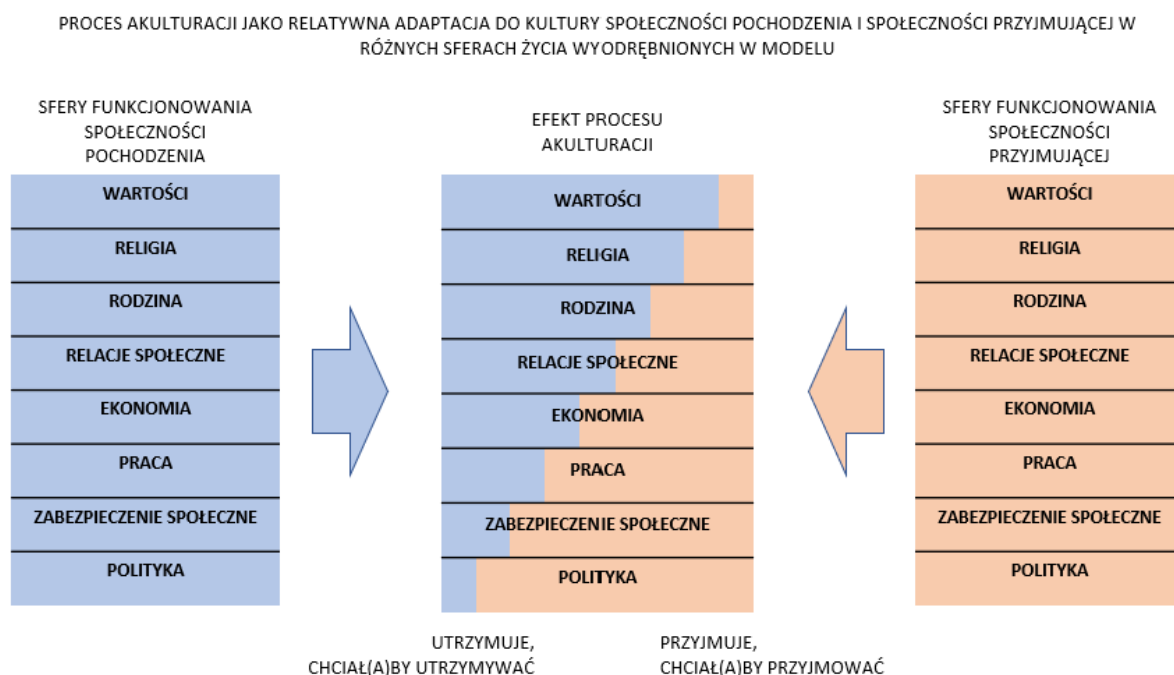 PROCES AKULTURACJI JAKO RELATYWNA ADAPTACJA DO KULTURY SPOŁECZNOŚCI POCHODZENIA I SPOŁECZNOŚCI PRZYJMUJĄCEJ W
RÓŻNYCH SFERACH ŻYCIA WYODRĘBNIONYCH W MODELU
SFERY FUNKCJONOWANIA
SPOŁECZNOŚCI
POCHODZENIA
WARTOŚCI
RELIGIA
RODZINA
RELACJE SPOŁECZNE
EKONOMIA
PRACA
ZABEZPIECZENIE SPOŁECZNE
POLITYKA
EFEKT PROCESU
AKULTURACJI
WARTOŚCI
RELIGIA
RODZINA
RELACJE SPOŁECZNE
EKONOMIA
PRACA
ZABEZPIECZENIE SPOŁECZNE
POLITYKA
UTRZYMUJE,
CHCIAŁ(A)BY UTRZYMYWAĆ
PRZYJMUJE,
CHCIAŁ(A)BY PRZYJMOWAĆ
SFERY FUNKCJONOWANIA
SPOŁECZNOŚCI
PRZYJMUJĄCEJ
WARTOŚCI
RELIGIA
RODZINA
RELACJE SPOŁECZNE
EKONOMIA
PRACA
ZABEZPIECZENIE SPOŁECZNE
POLITYKA